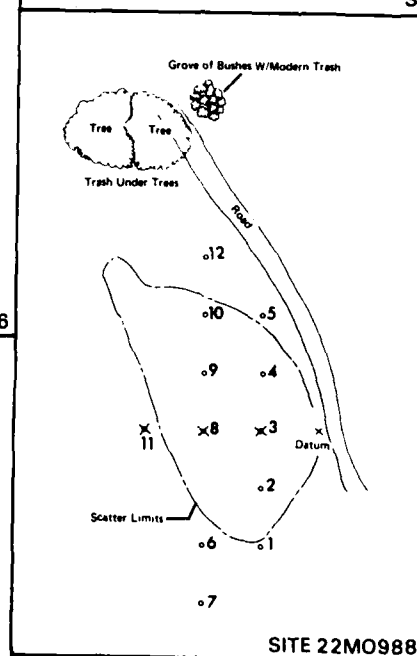 S
Grove of Bushes W/Modern Trash
Tree
Tree
Trash Under Trees
Road
12
10
5
6
9
4
8
3
11
Datum
2
Scatter Limits
6
1
7
SITE 22MO988